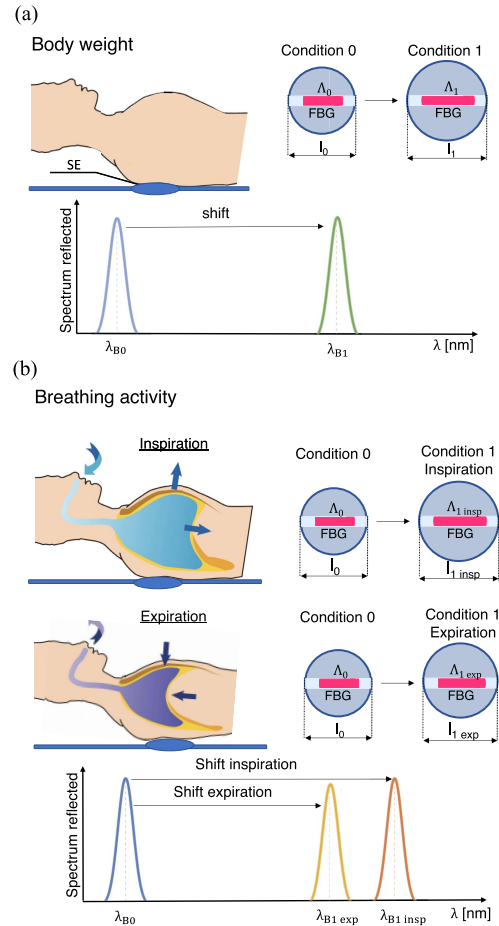 (a)
Body weight
Condition 0
Condition 1
Λ₀
FBG
l₀
Λ₁
FBG
l₁
SE
Spectrum reflected
shift
λB0
λB1
λ [nm]
(b)
Breathing activity
Inspiration
Condition 0
Condition 1
Inspiration
Λ₀
FBG
l₀
Λ1 insp
FBG
l1 insp
Expiration
Condition 0
Condition 1
Expiration
Λ₀
FBG
l₀
Λ1 exp
FBG
l1 exp
Spectrum reflected
Shift inspiration
Shift expiration
λB0
λB1 exp
λB1 insp
λ [nm]